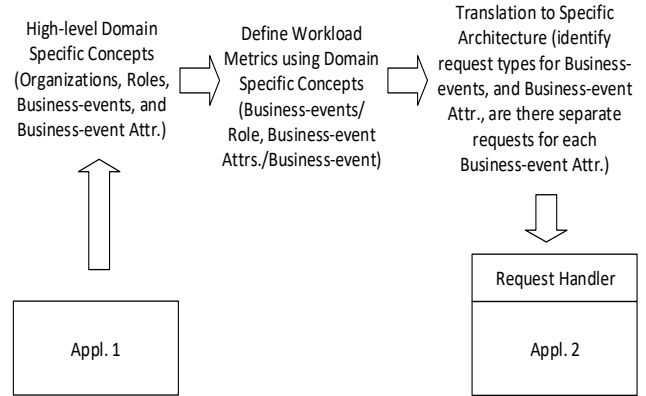 High-level Domain
Specific Concepts
(Organizations, Roles,
Business-events, and
Business-event Attr.)
Define Workload
Metrics using Domain
Specific Concepts
(Business-events/
Role, Business-event
Attrs./Business-event)
Translation to Specific
Architecture (identify
request types for Business-
events, and Business-event
Attr., are there separate
requests for each
Business-event Attr.)
Appl. 1
Request Handler
Appl. 2